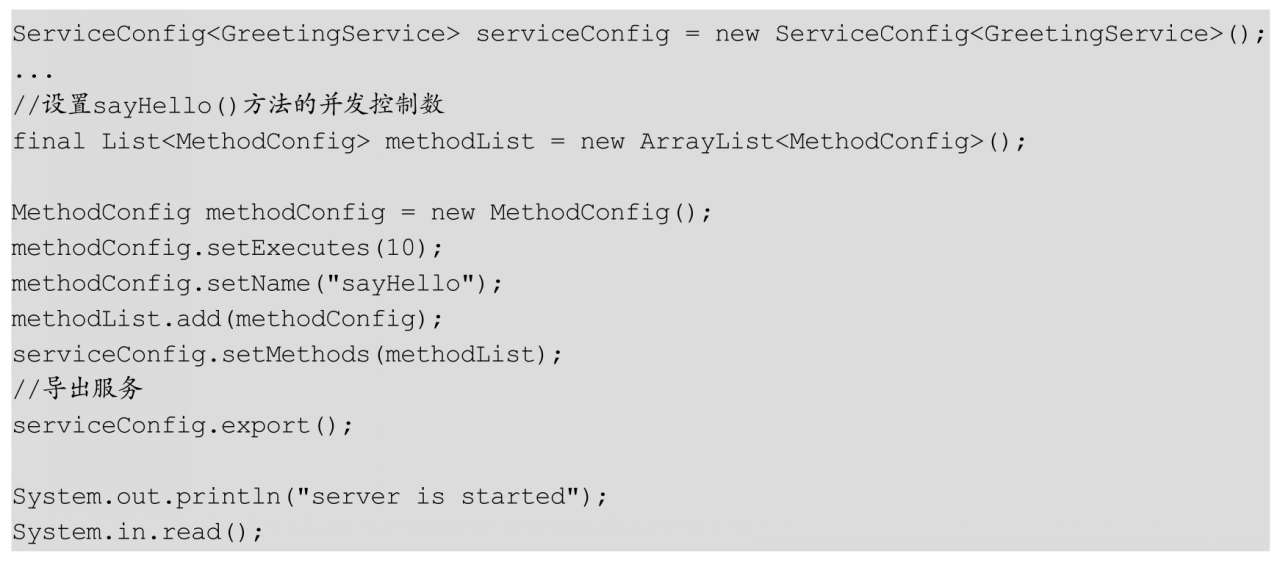 ServiceConfig<GreetingService> serviceConfig = new ServiceConfig<GreetingService>();
...
//设置sayHello()方法的并发控制数
final List<MethodConfig> methodList = new ArrayList<MethodConfig>();
MethodConfig methodConfig = new MethodConfig();
methodConfig.setExecutes(10);
methodConfig.setName("sayHello");
methodList.add(methodConfig);
serviceConfig.setMethods(methodList);
//导出服务
serviceConfig.export();
System.out.println("server is started");
System.in.read();